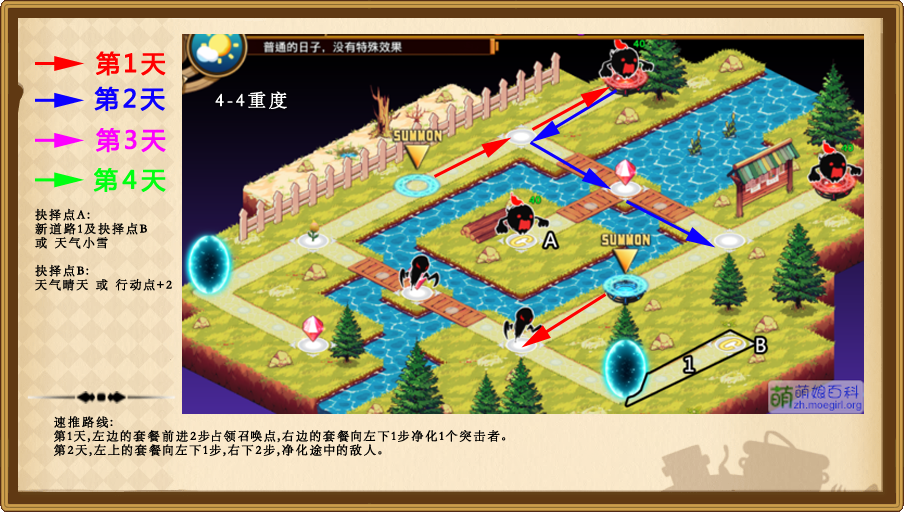 普通的日子，没有特殊效果
第1天
第2天
第3天
第4天
4-4重度
402
SUMMON
39
40
A
SUMMON
抉择点A:
新道路1及抉择点B
或 天气小雪
抉择点B:
天气晴天 或 行动点+2
1
B
萌 萌娘百科
zh.moegirl.org
速推路线:
第1天,左边的套餐前进2步占领召唤点,右边的套餐向左下1步净化1个突击者。
第2天,左上的套餐向左下1步,右下2步,净化途中的敌人。